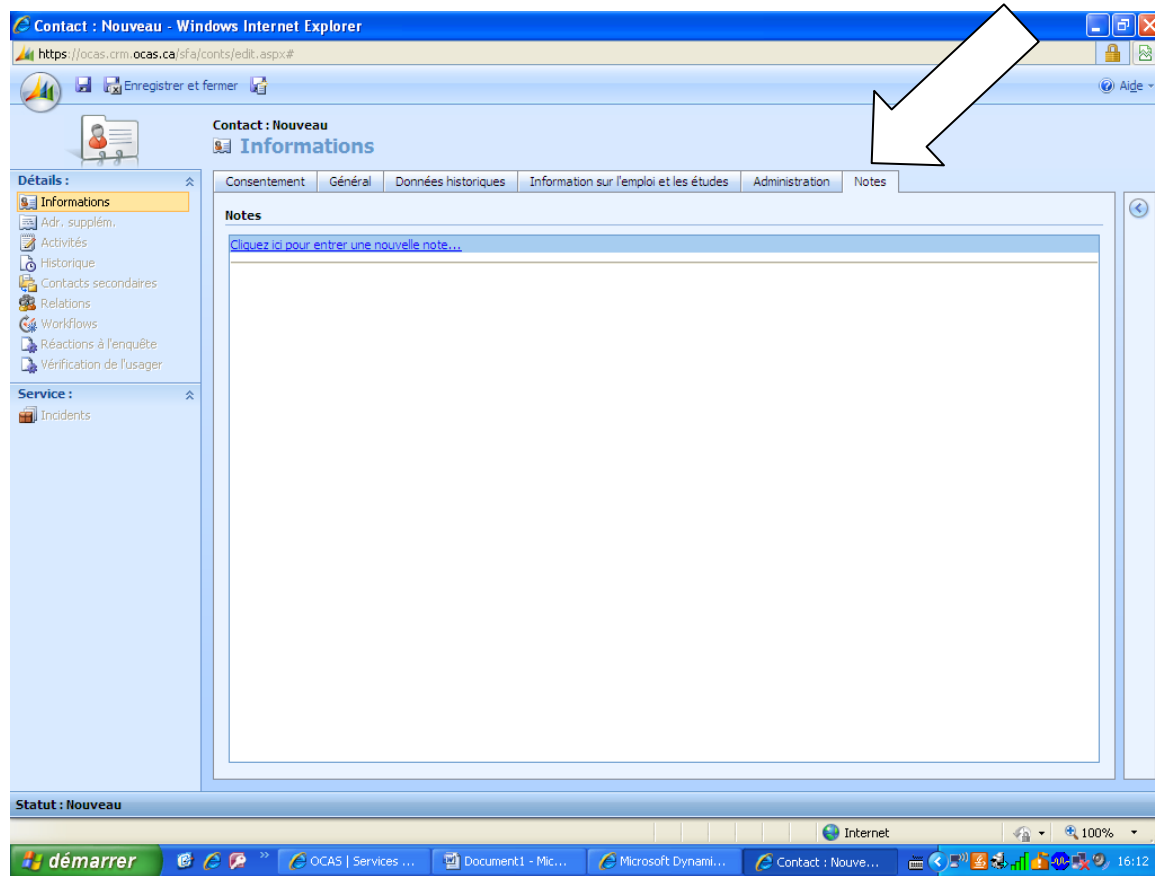 Contact : Nouveau - Windows Internet Explorer
https://ocas.crm.ocas.ca/sfa/conts/edit.aspx#
Enregistrer et fermer
Aide
Contact : Nouveau
Informations
Détails :
Informations
Adr. supplém.
Activités
Historique
Contacts secondaires
Relations
Workflows
Réactions à l'enquête
Vérification de l'usager
Service :
Incidents
Consentement Général Données historiques Information sur l'emploi et les études Administration Notes
Notes
Cliquez ici pour entrer une nouvelle note...
Statut : Nouveau
Internet 100%
démarrer OCAS | Services ... Document1 - Mic... Microsoft Dynami... Contact : Nouve... 16:12